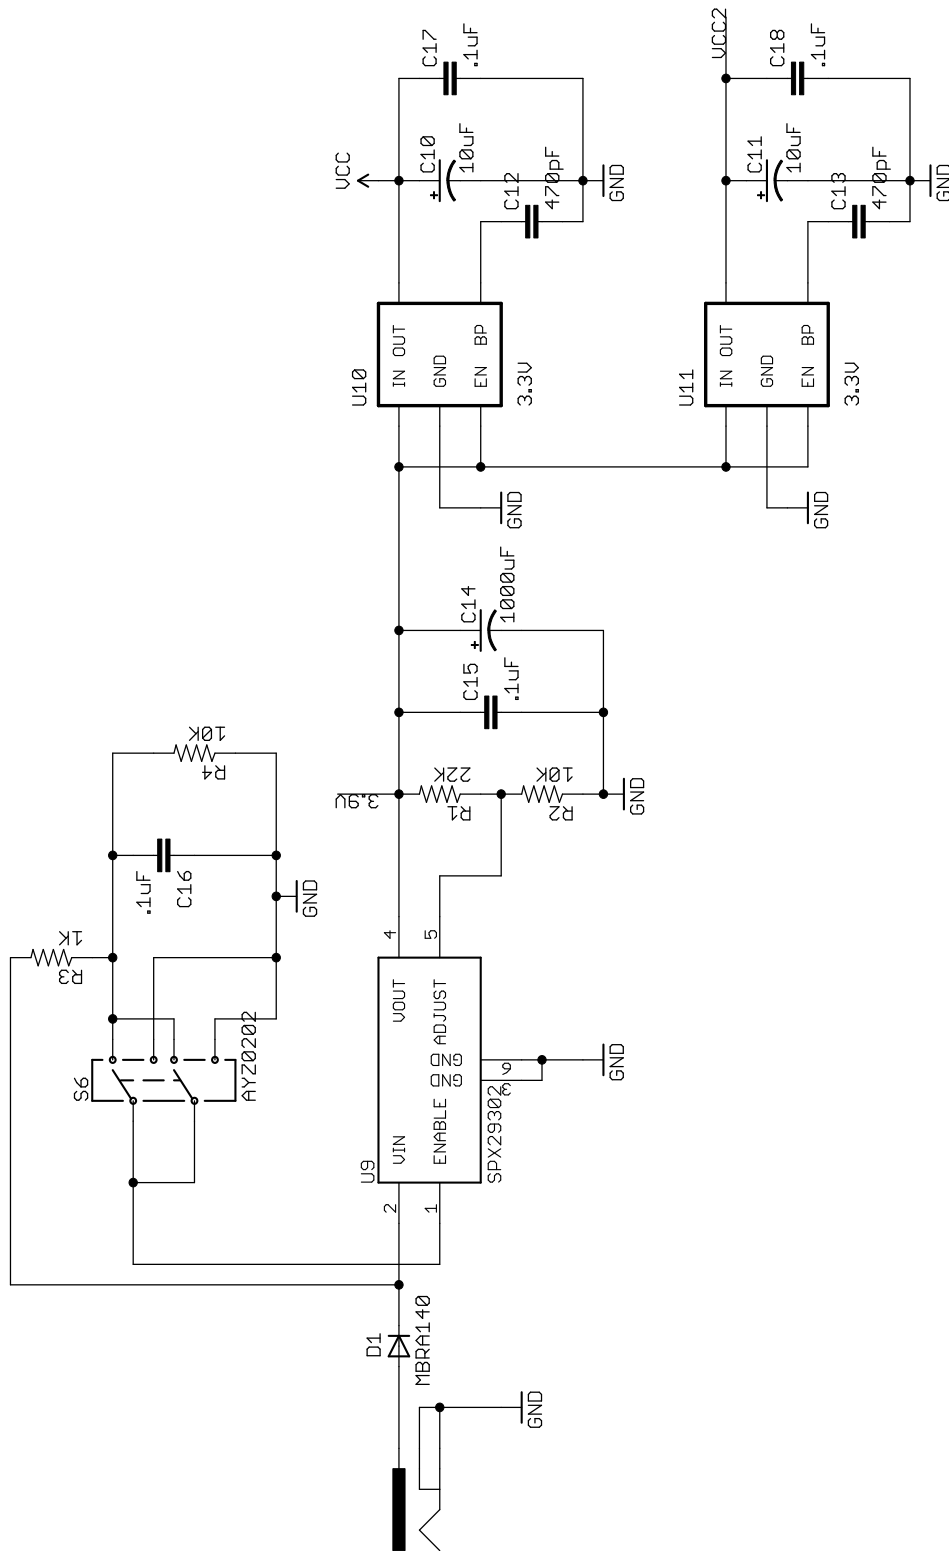 C17
.1uF
C10
10uF
C12
470pF
VCC
GND
VCC2
C18
.1uF
C11
10uF
C13
470pF
GND
U10
IN OUT
GND
EN BP
3.3V
U11
IN OUT
GND
EN BP
3.3V
GND
GND
C14
1000uF
C15
.1uF
3.9V
R1
22K
R2
10K
GND
R4
10K
.1uF
C16
GND
R3
1K
S6
AYZ0202
U9
4
5
VOUT
ADJUST
GND
GND
6
3
VIN
ENABLE
SPX29302
2
1
GND
D1
MBRA140
GND